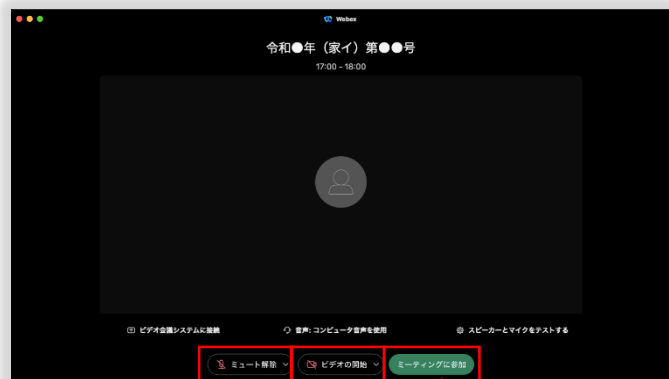 Webex
令和●年（家イ）第●●号
17:00 - 18:00
ビデオ会議システムに接続
音声: コンピュータ音声を使用
スピーカーとマイクをテストする
ミュート解除
ビデオの開始
ミーティングに参加